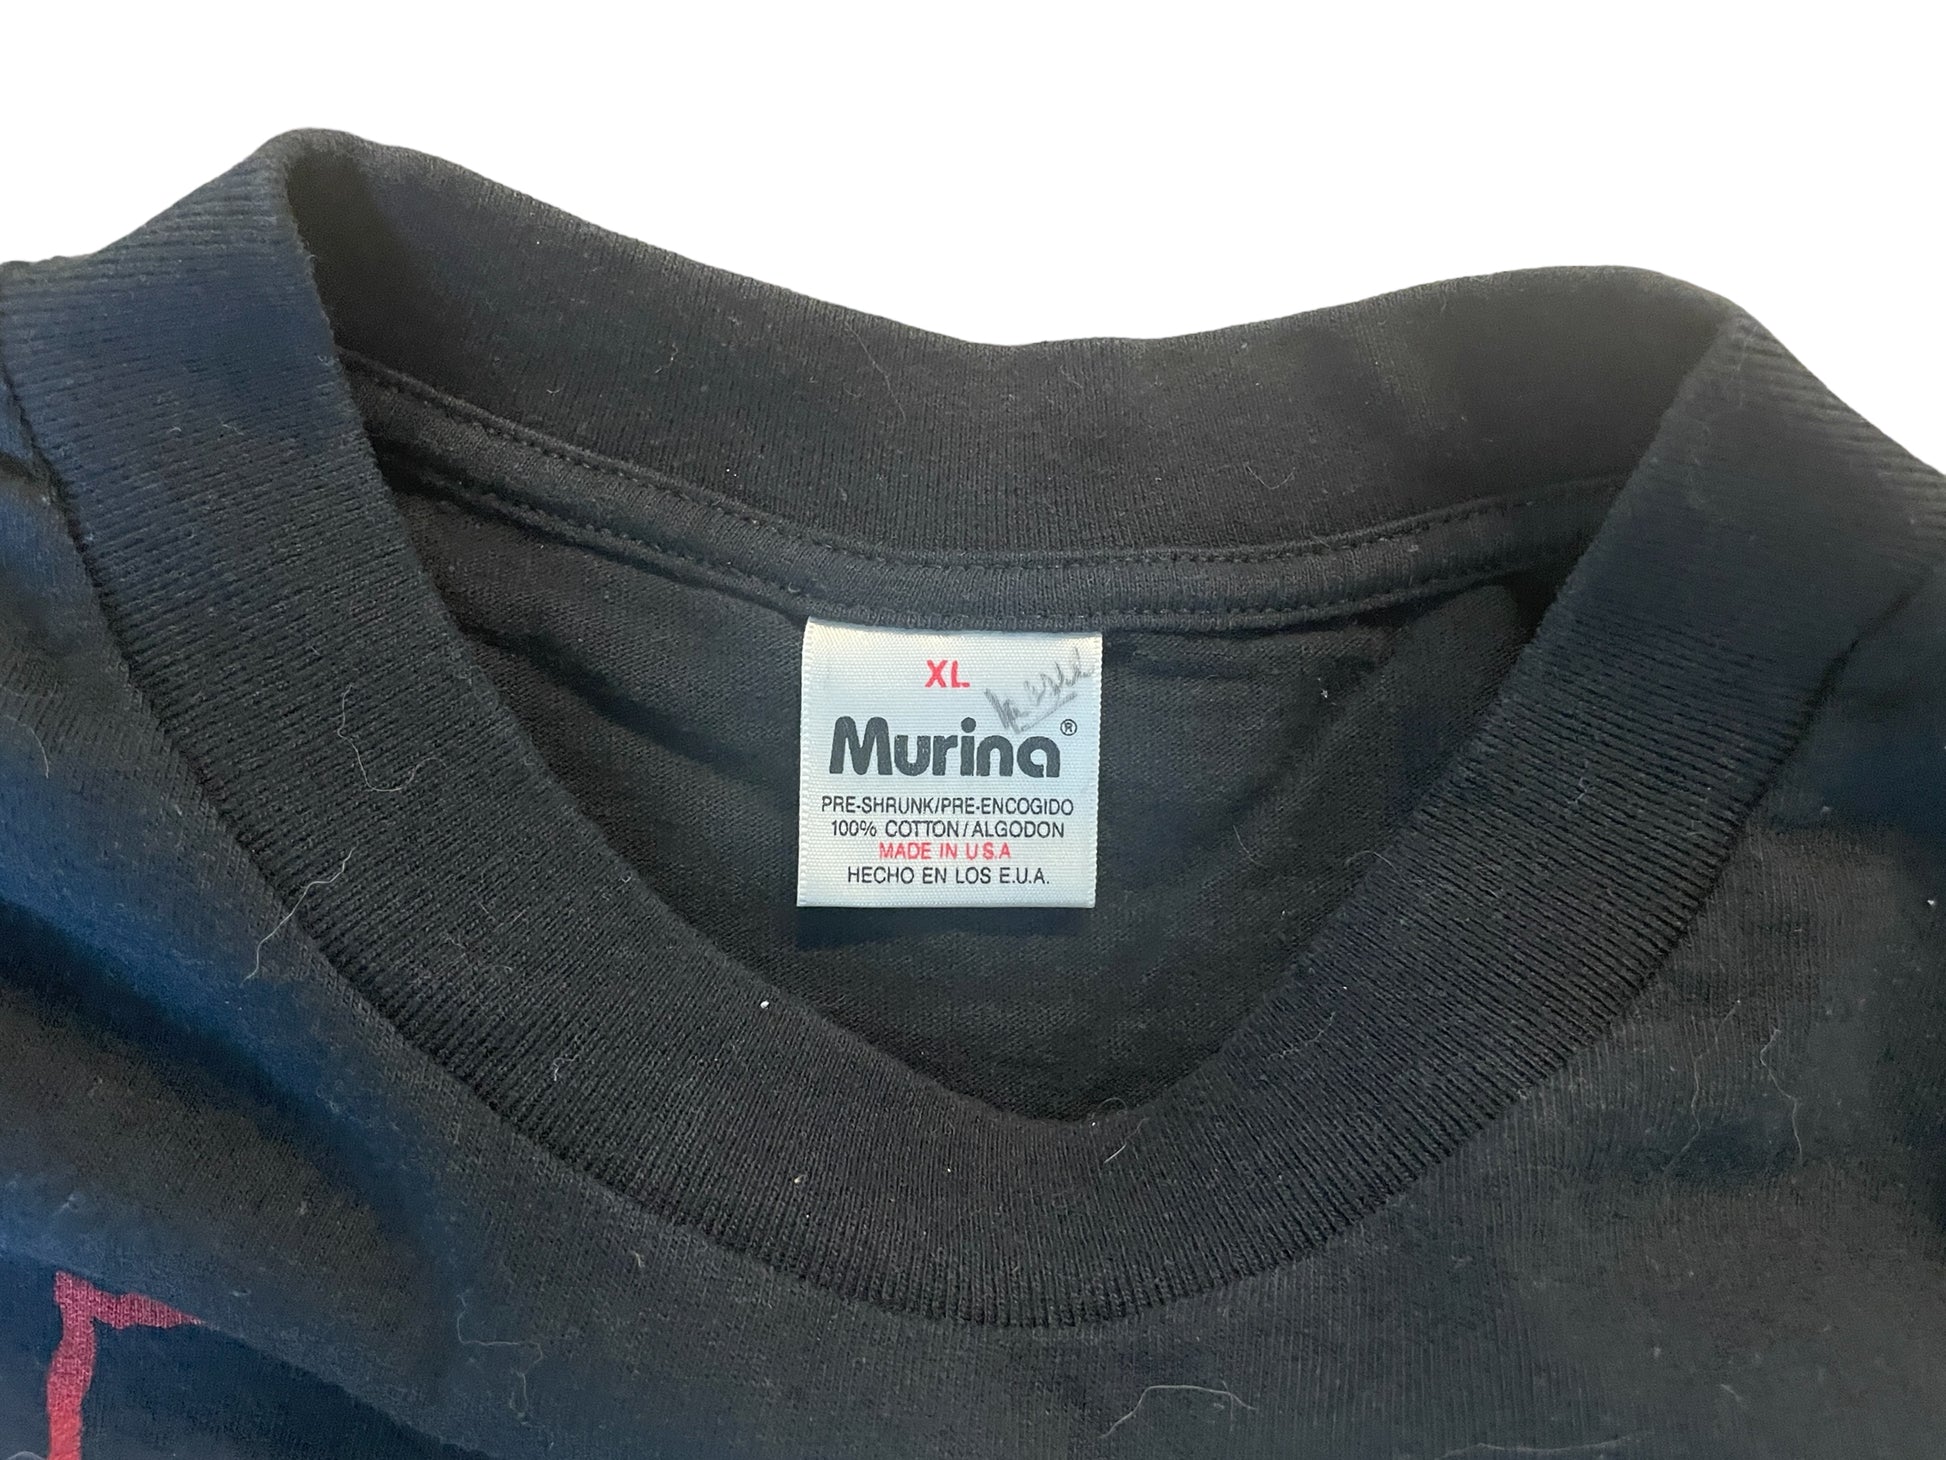 XL
Murina®
PRE-SHRUNK/PRE-ENCOGIDO
100% COTTON/ALGODON
MADE IN U.S.A
HECHO EN LOS E.U.A.